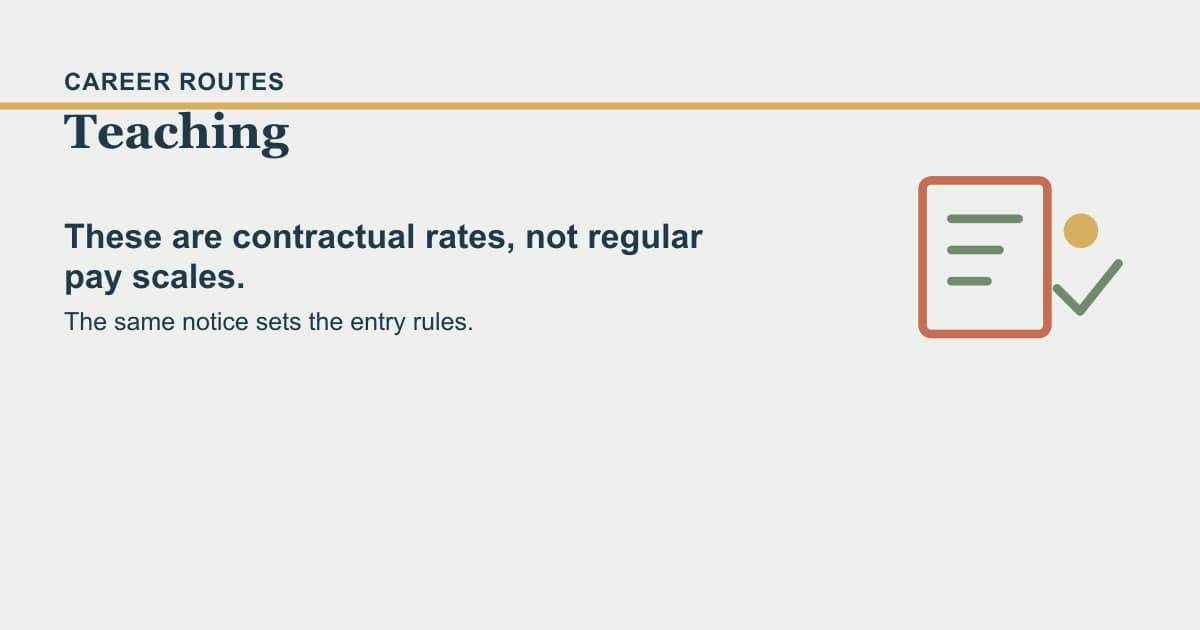 CAREER ROUTES
Teaching
These are contractual rates, not regular
pay scales.
The same notice sets the entry rules.